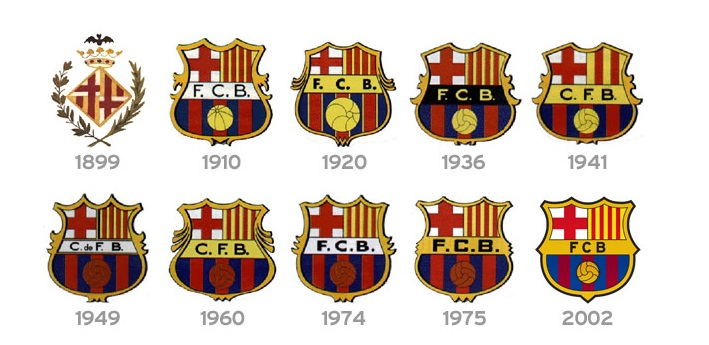 F. C. B.
F. C. B.
F. C. B.
C. F. B.
1899 1910 1920 1936 1941
C. de F. B.
C. F. B.
F. C. B.
F. C. B.
FCB
1949 1960 1974 1975 2002